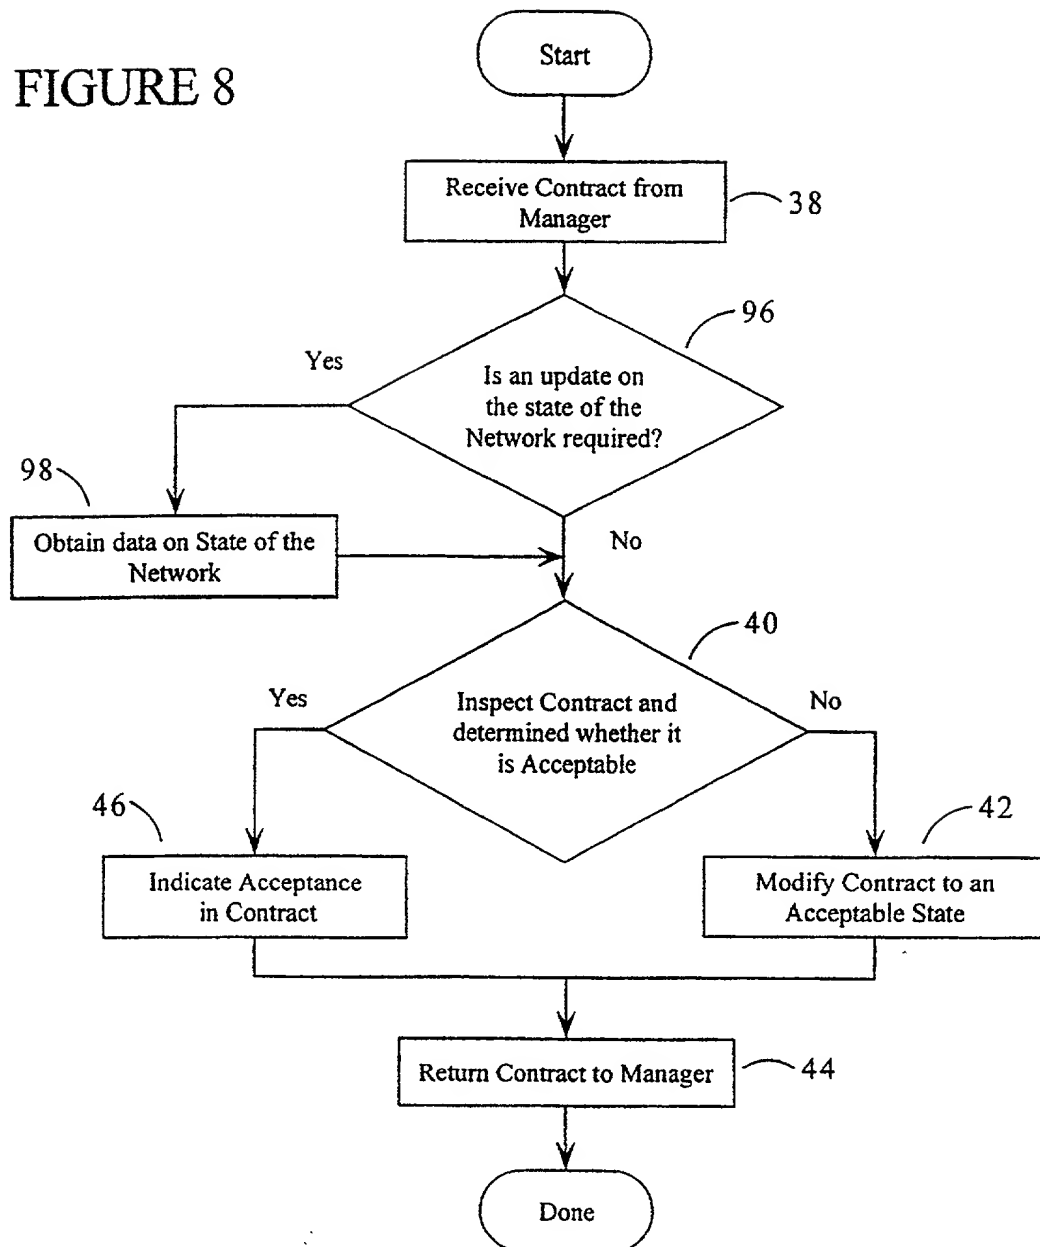 FIGURE 8
Start
Receive Contract from
Manager
38
96
Yes
Is an update on
the state of the
Network required?
98
Obtain data on State of the
Network
No
40
Yes
Inspect Contract and
determined whether it
is Acceptable
No
46
42
Indicate Acceptance
in Contract
Modify Contract to an
Acceptable State
Return Contract to Manager
44
Done